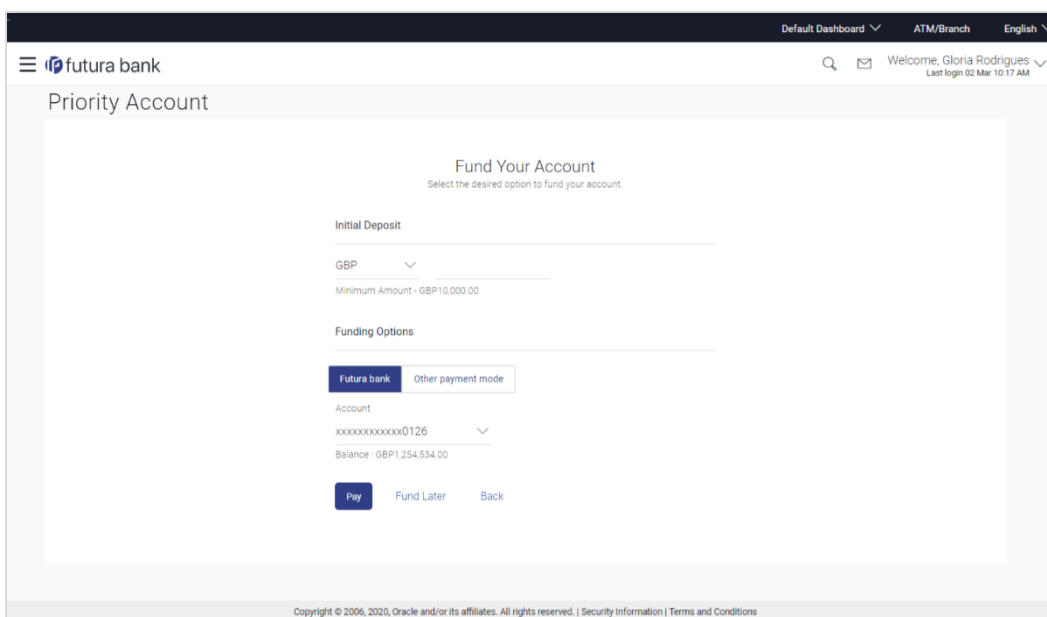 Default Dashboard ATM/Branch English
futura bank Welcome, Gloria Rodrigues
Last login 02 Mar 10:17 AM
Priority Account
Fund Your Account
Select the desired option to fund your account.
Initial Deposit
GBP
Minimum Amount - GBP10,000.00
Funding Options
Futura bank Other payment mode
Account
xxxxxxxxxxxx0126
Balance : GBP1,254,534.00
Pay Fund Later Back
Copyright © 2006, 2020, Oracle and/or its affiliates. All rights reserved. | Security Information | Terms and Conditions